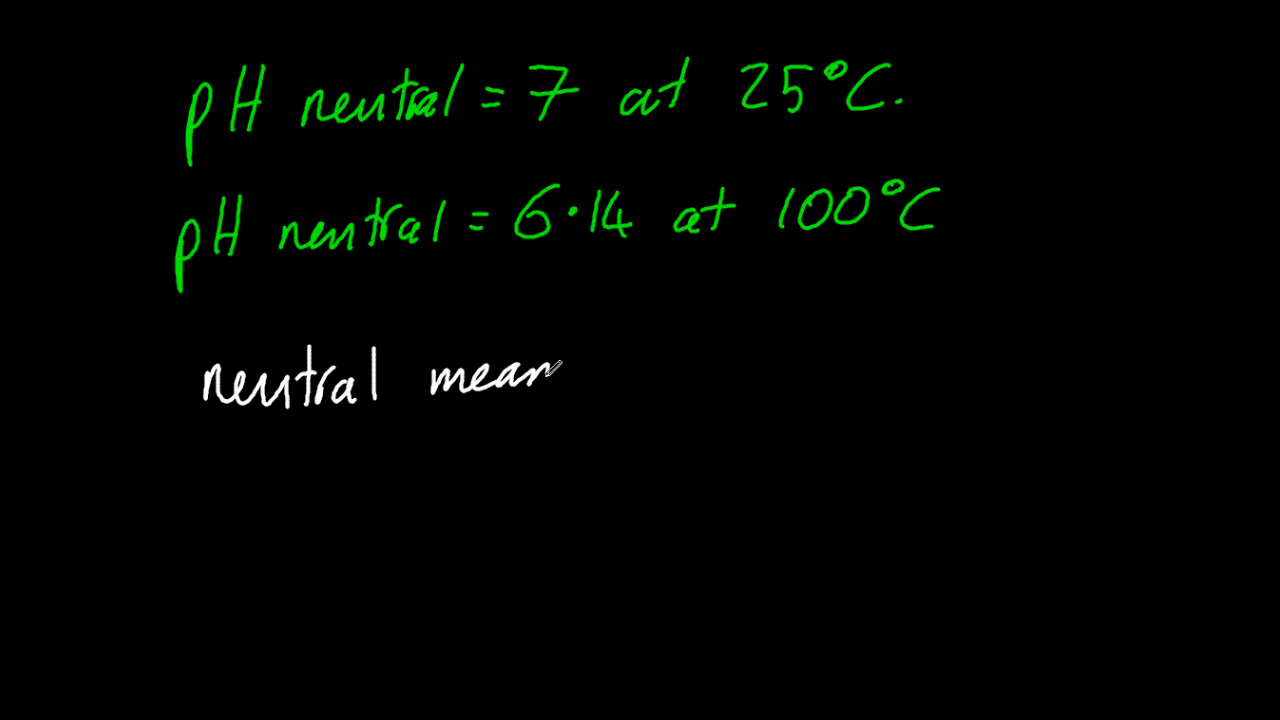 pH neutral = 7 at 25°C.
pH neutral = 6.14 at 100°C
neutral mean